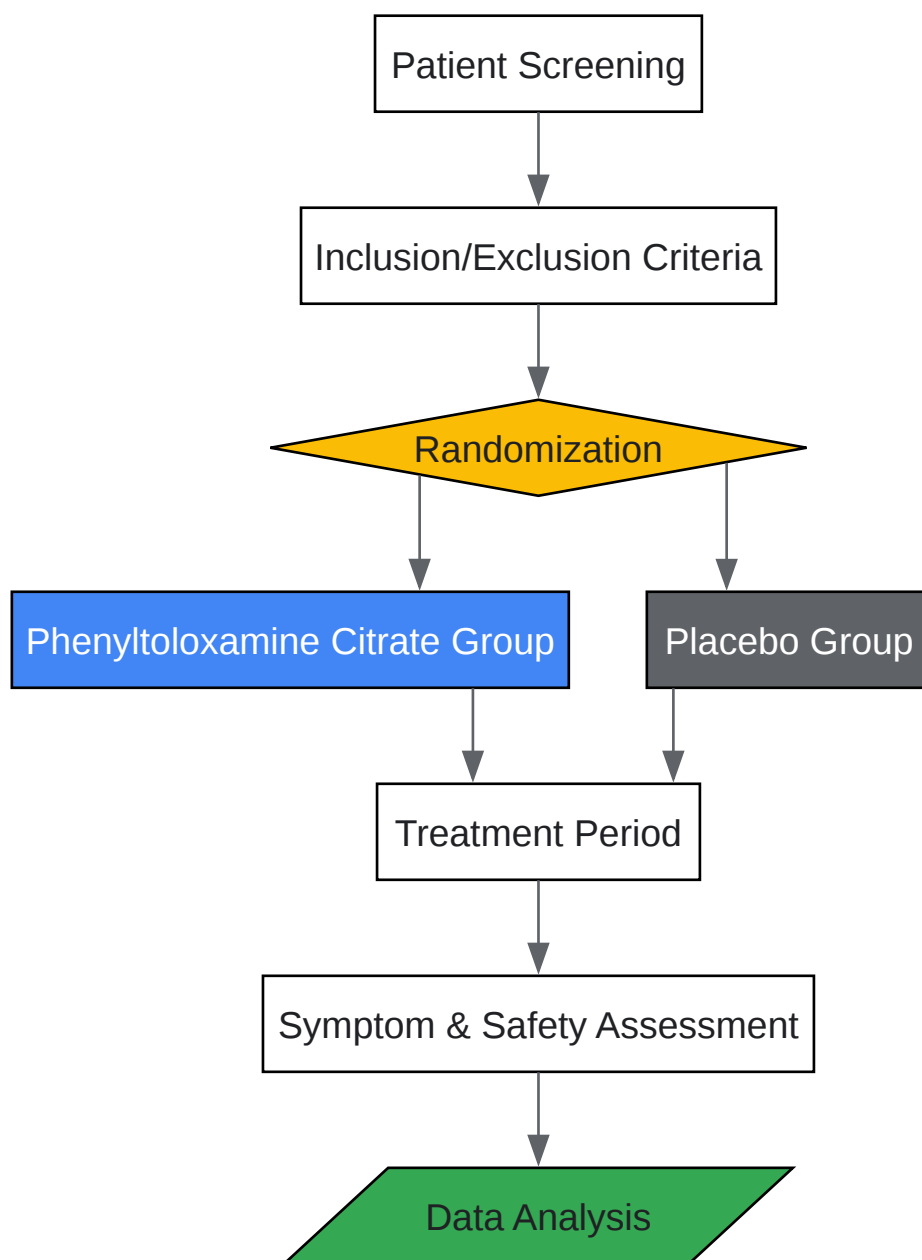 Patient Screening
Inclusion/Exclusion Criteria
Randomization
Phenyltoloxamine Citrate Group
Placebo Group
Treatment Period
Symptom & Safety Assessment
Data Analysis